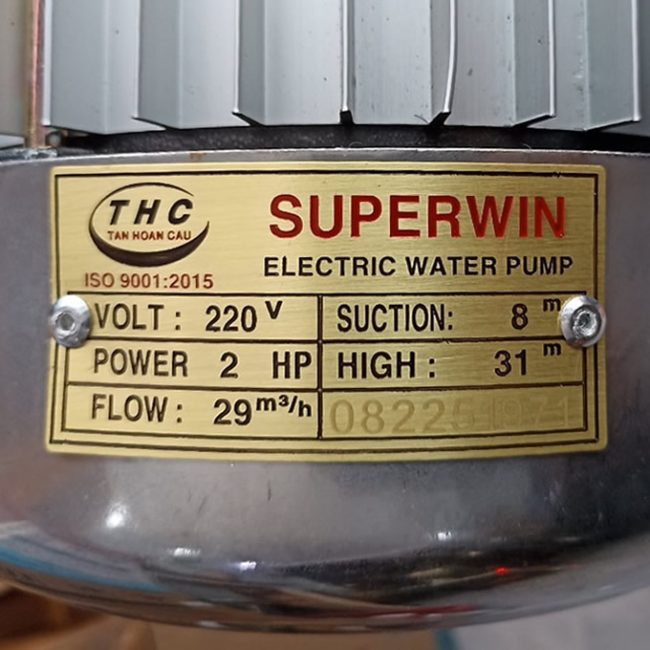 THC
TAN HOAN CAU
ISO 9001:2015
SUPERWIN
ELECTRIC WATER PUMP
VOLT : 220 V
SUCTION: 8 m
POWER 2 HP
HIGH : 31 m
FLOW : 29 m³/h